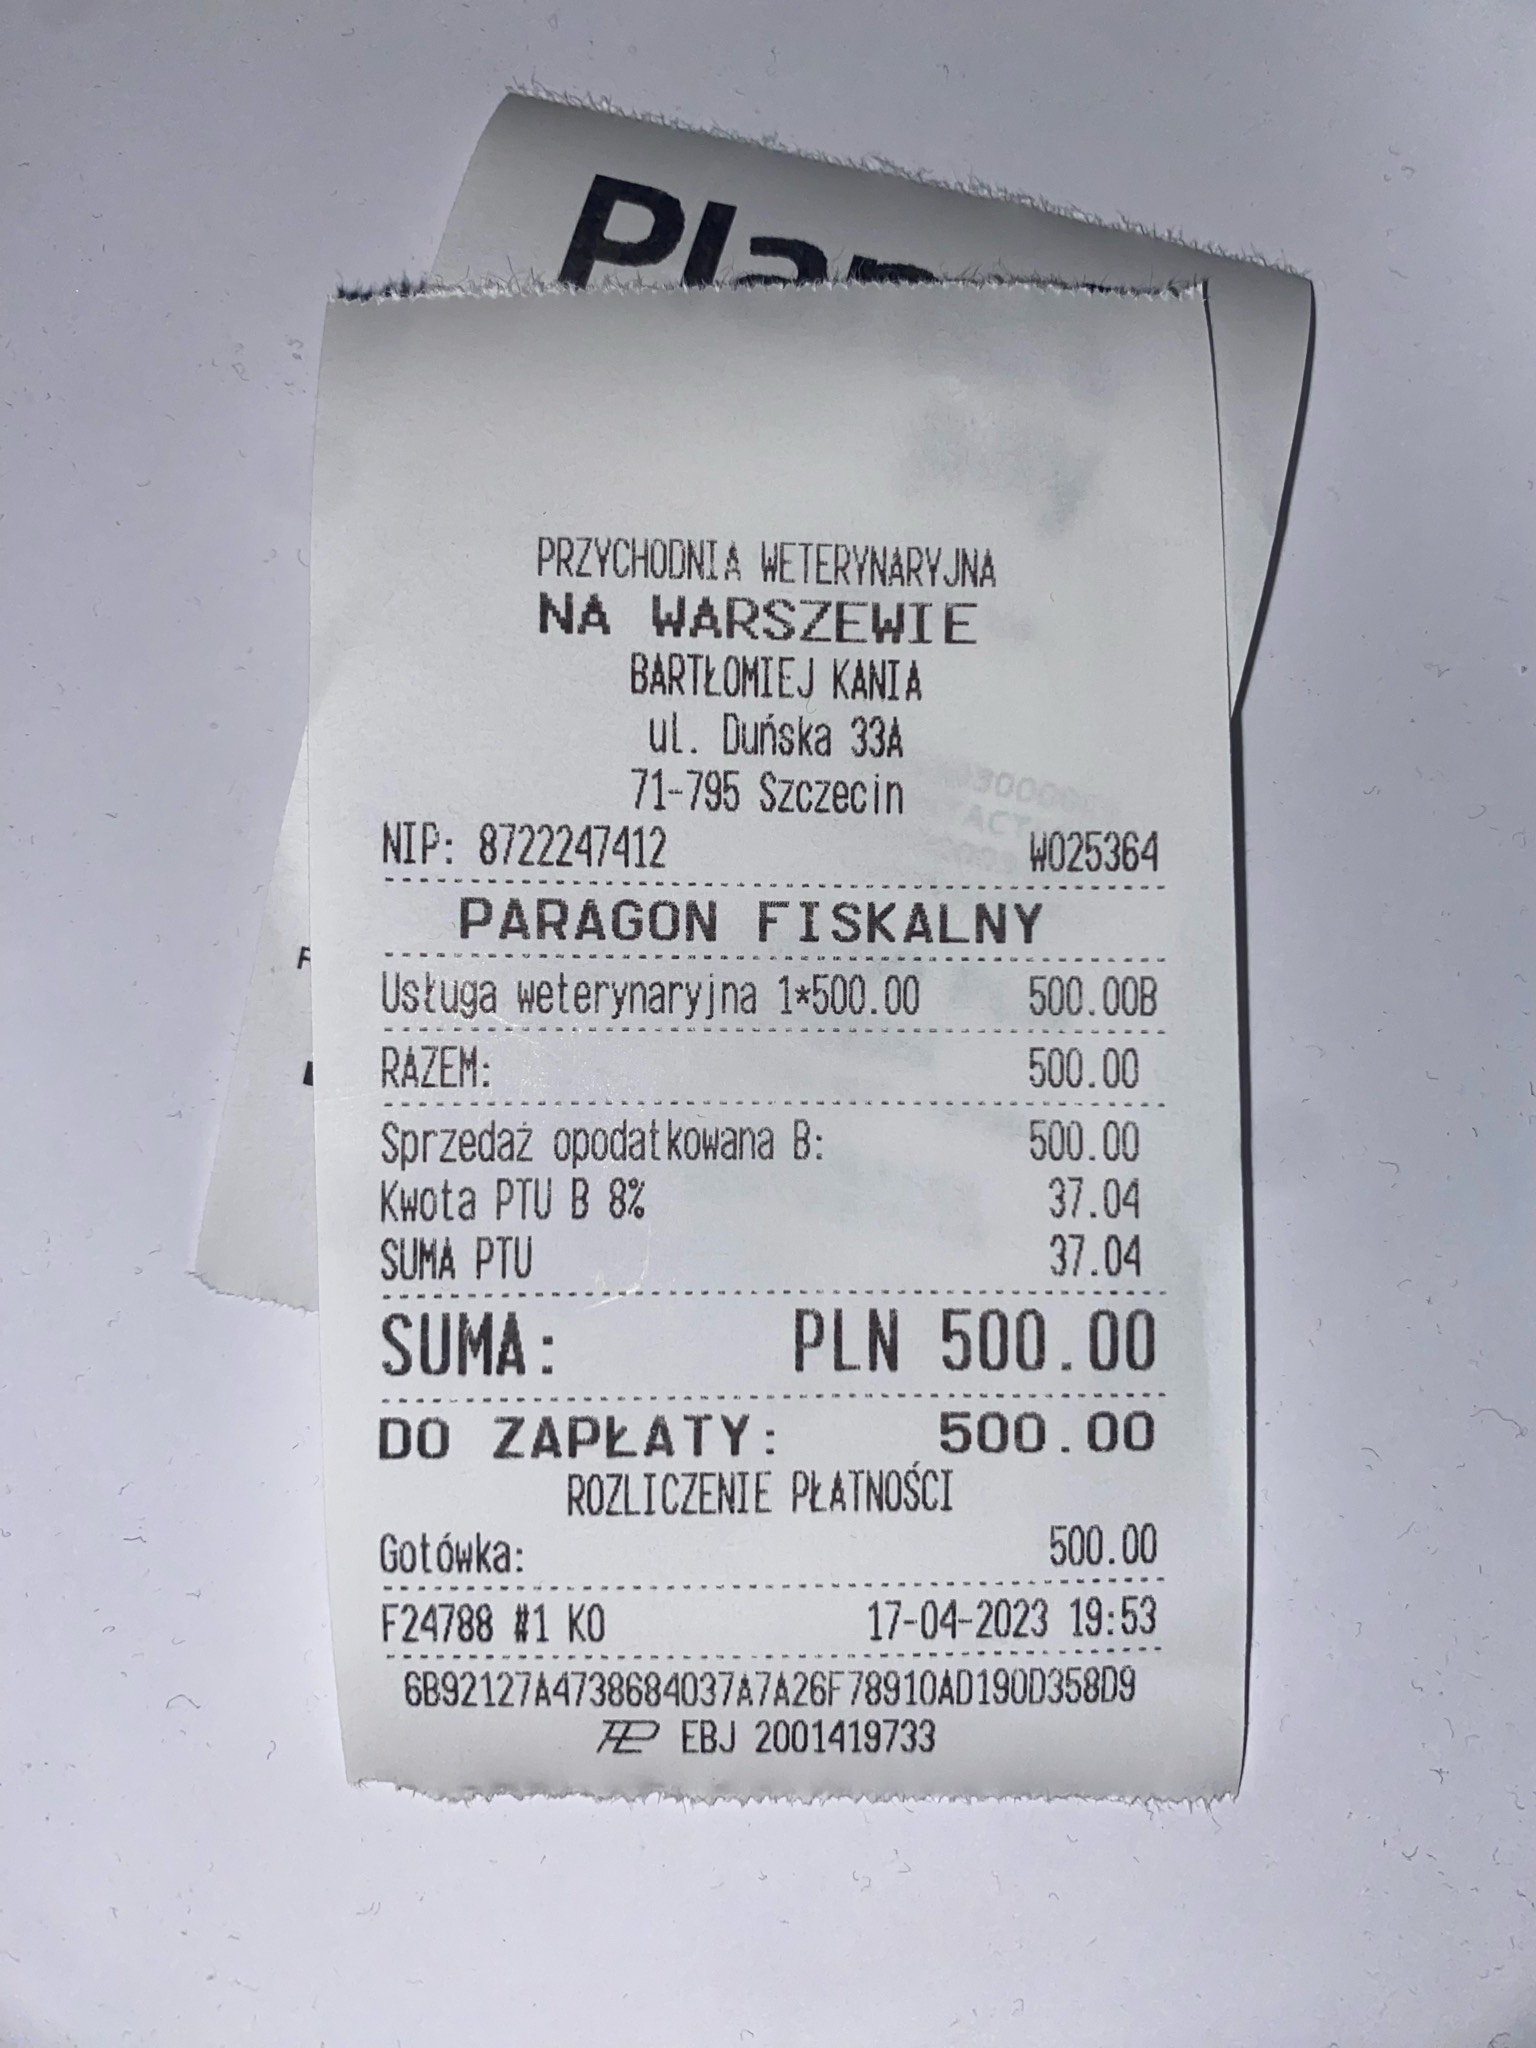 PRZYCHODNIA WETERYNARYJNA
NA WARSZEWIE
BARTŁOMIEJ KANIA
ul. Duńska 33A
71-795 Szczecin
NIP: 8722247412 W025364
PARAGON FISKALNY
Usługa weterynaryjna 1*500.00 500.00B
RAZEM: 500.00
Sprzedaż opodatkowana B: 500.00
Kwota PTU B 8% 37.04
SUMA PTU 37.04
SUMA: PLN 500.00
DO ZAPŁATY: 500.00
ROZLICZENIE PŁATNOŚCI
Gotówka: 500.00
F24788 #1 KO 17-04-2023 19:53
6B92127A4738684037A7A26F78910AD190D358D9
EBJ 2001419733